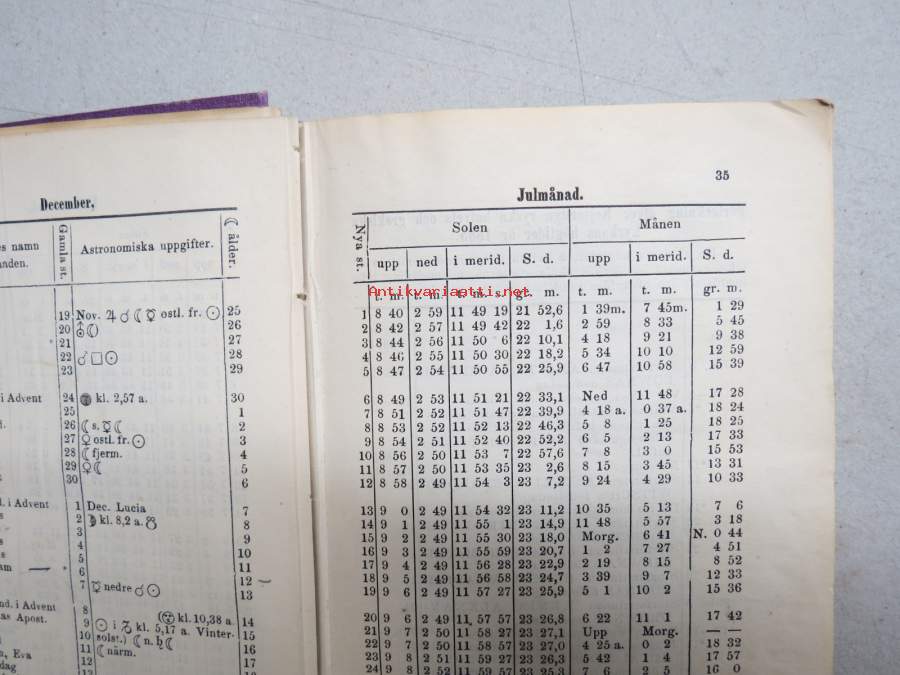 December,
es namn
anden.
Gamla st.
Astronomiska uppgifter.
☾ ålder.
19 Nov. ♃ ☌ ☾ ☿ ostl. fr. ☉ 25
20 26
21 27
22 ☌ □ ☉ 28
23 29
i Advent 24 kl. 2,57 a. 30
25 1
26 ☾ s. ☿ ☾ 2
27 ♀ ostl. fr. ☉ 3
28 ☾ fjerm. 4
29 ♀ ☾ 5
30 6
i Advent 1 Dec. Lucia 7
2 kl. 8,2 a. 8
3 9
4 10
5 11
6 12
7 ☿ nedre ☌ ☉ 13
nd. i Advent 8
as Apost. 9 kl. 10,38 a. 14
10 kl. 5,17 a. Vinter- 15
solst.) ☾ n. ♄ ☾ 16
n, Eva 11 ☾ närm. 17
dag 12
35
Julmånad.
Nya st.
Solen Månen
upp ned i merid. S. d. upp i merid. S. d.
t. m. t. m. t. m. s. gr. m. t. m. t. m. gr. m.
Antikvariaatti.net
1 8 40 2 59 11 49 19 21 52,6 1 39m. 7 45m. 1 29
2 8 42 2 57 11 49 42 22 1,6 2 59 8 33 5 45
3 8 44 2 56 11 50 6 22 10,1 4 18 9 21 9 38
4 8 46 2 55 11 50 30 22 18,2 5 34 10 10 12 59
5 8 47 2 54 11 50 55 22 25,9 6 47 10 58 15 39
6 8 49 2 53 11 51 21 22 33,1 Ned 11 48 17 28
7 8 51 2 52 11 51 47 22 39,9 4 18 a. 0 37 a. 18 24
8 8 53 2 52 11 52 13 22 46,3 5 8 1 25 18 25
9 8 54 2 51 11 52 40 22 52,2 6 5 2 13 17 33
10 8 56 2 50 11 53 7 22 57,6 7 8 3 0 15 53
11 8 57 2 50 11 53 35 23 2,6 8 15 3 45 13 31
12 8 58 2 49 11 54 3 23 7,2 9 24 4 29 10 33
13 9 0 2 49 11 54 32 23 11,2 10 35 5 13 7 6
14 9 1 2 49 11 55 1 23 14,9 11 48 5 57 3 18
15 9 2 2 49 11 55 30 23 18,0 Morg. 6 41 N. 0 44
16 9 3 2 49 11 55 59 23 20,7 1 2 7 27 4 51
17 9 4 2 49 11 56 28 23 22,9 2 19 8 15 8 52
18 9 5 2 49 11 56 58 23 24,7 3 39 9 7 12 33
19 9 6 2 49 11 57 27 23 25,9 5 1 10 2 15 36
20 9 6 2 49 11 57 57 23 26,8 6 22 11 1 17 42
21 9 7 2 50 11 58 27 23 27,1 Upp Morg. — —
22 9 7 2 50 11 58 57 23 27,0 4 25 a. 0 2 18 32
23 9 8 2 51 11 59 27 23 26,3 5 42 1 4 17 57
24 9 8 2 52 11 59 57 23 25,3 7 6 2 5 16 0